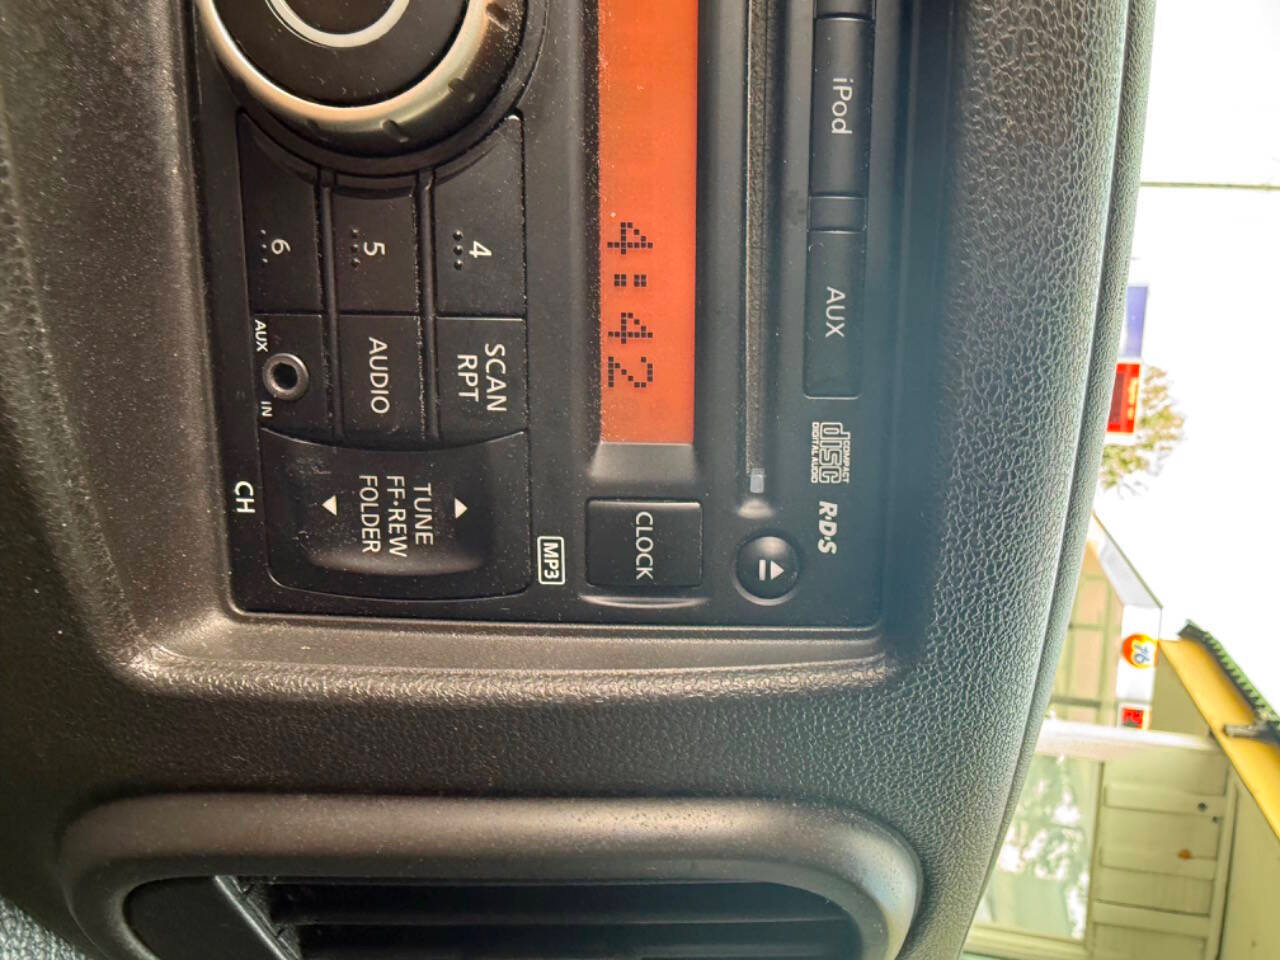 iPod
AUX
COMPACT
disc
DIGITAL AUDIO
R·D·S
4:42
CLOCK
MP3
4
5
6
SCAN
RPT
AUDIO
AUX
IN
TUNE
FF·REW
FOLDER
CH
76